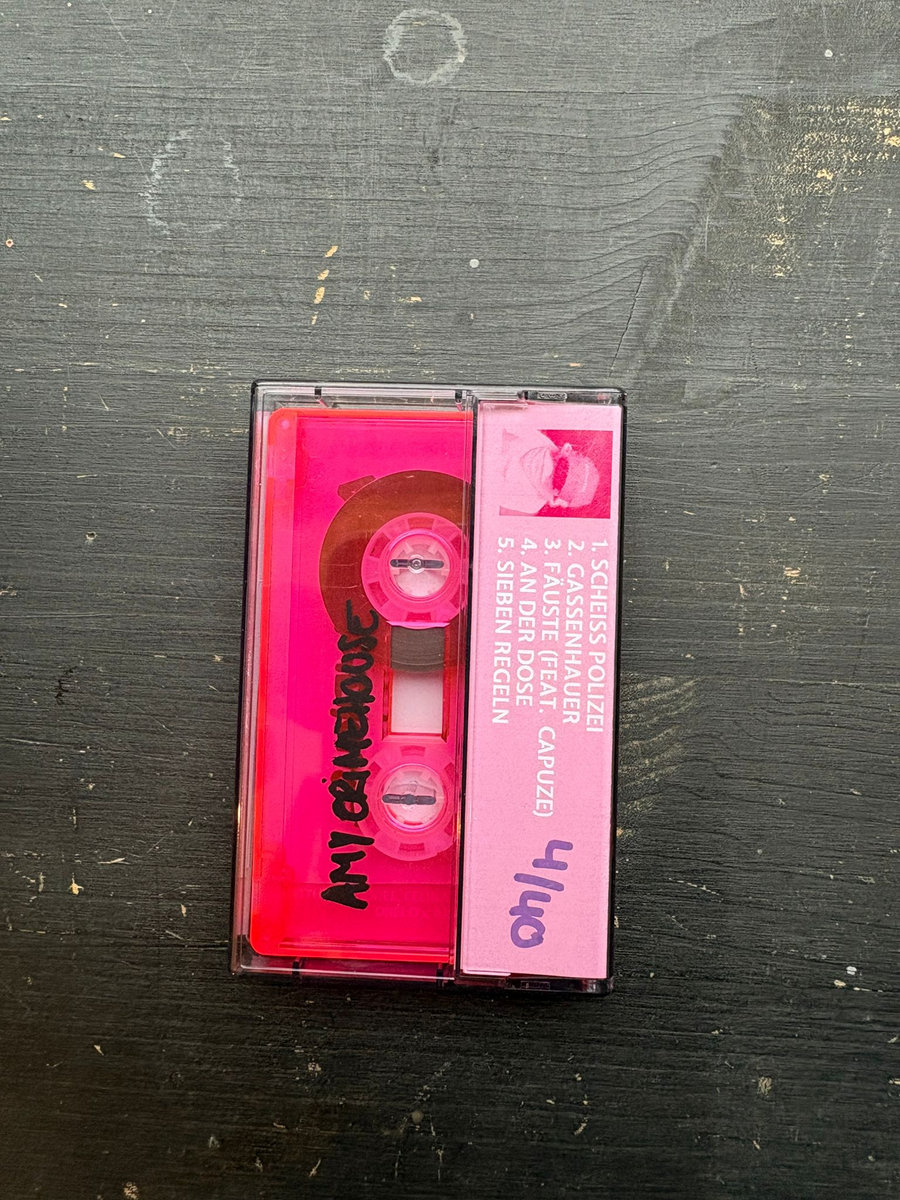 AMY CRIMEHOUSE
1. SCHEISS POLIZEI
2. GASSENHAUER
3. FÄUSTE (FEAT. CAPUZE)
4. AN DER DOSE
5. SIEBEN REGELN
4/40